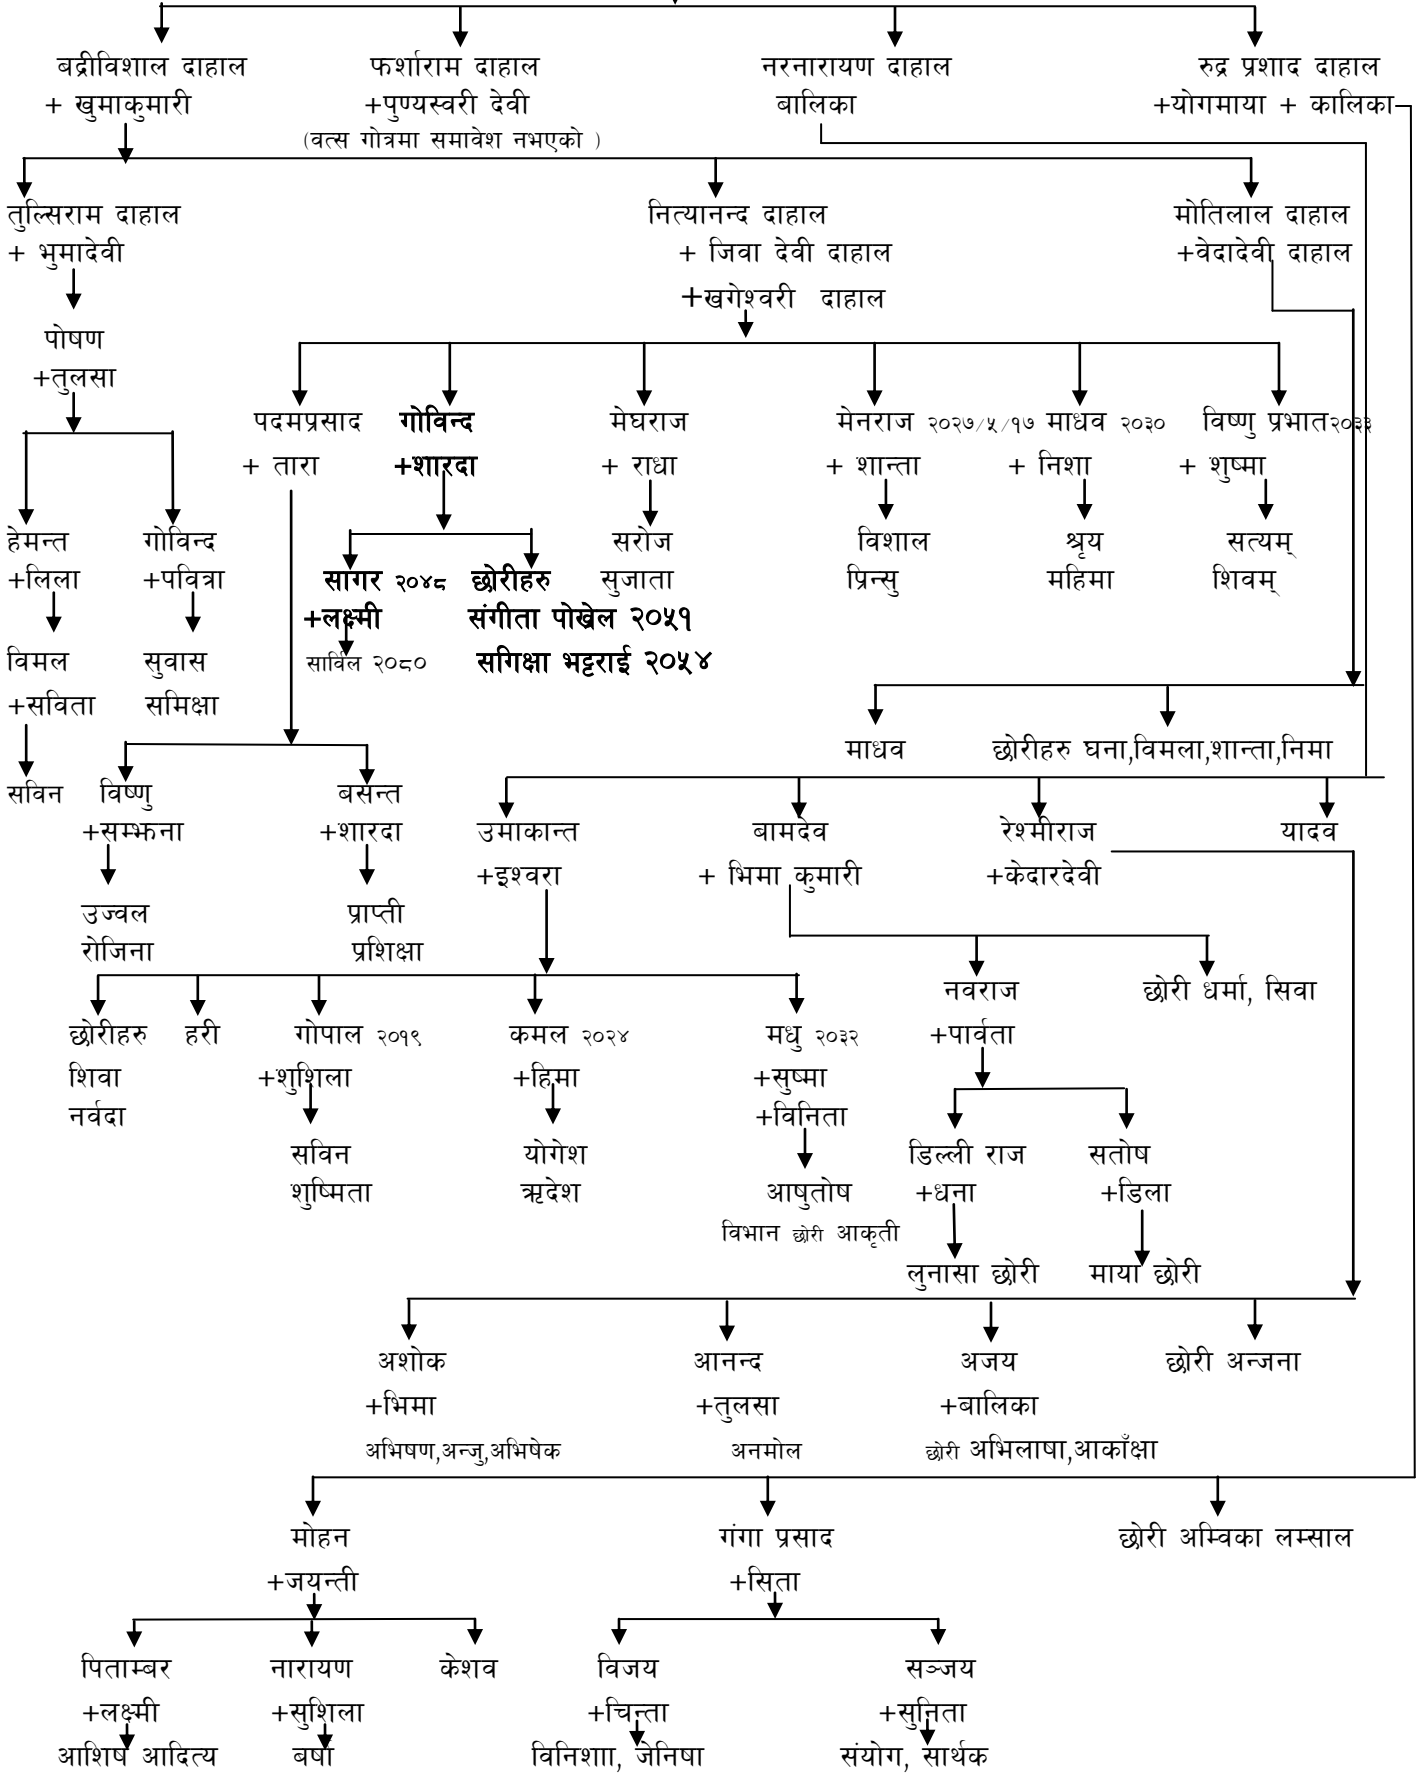 बद्रीविशाल दाहाल फर्शाराम दाहाल नरनारायण दाहाल रुद्र प्रशाद दाहाल
+ खुमाकुमारी +पुण्यस्वरी देवी बालिका +योगमाया + कालिका
(वत्स गोत्रमा समावेश नभएको )
तुल्सिराम दाहाल नित्यानन्द दाहाल मोतिलाल दाहाल
+ भुमादेवी + जिवा देवी दाहाल +वेदादेवी दाहाल
+खगेश्वरी दाहाल
पोषण
+तुलसा
पदमप्रसाद गोविन्द मेघराज मेनराज २०२७/५/१७ माधव २०३० विष्णु प्रभात२०३३
+ तारा +शारदा + राधा + शान्ता + निशा + शुष्मा
हेमन्त गोविन्द सरोज विशाल श्रृय सत्यम्
+लिला +पवित्रा सागर २०४८ छोरीहरु सुजाता प्रिन्सु महिमा शिवम्
+लक्ष्मी संगीता पोखेल २०५१
विमल सुवास सार्विल २०८० सगिक्षा भट्टराई २०५४
+सविता समिक्षा
माधव छोरीहरु घना,विमला,शान्ता,निमा
सविन विष्णु बसन्त
+सम्झना +शारदा उमाकान्त बामदेव रेश्मीराज यादव
+इश्वरा + भिमा कुमारी +केदारदेवी
उज्वल प्राप्ती
रोजिना प्रशिक्षा
नवराज छोरी धर्मा, सिवा
छोरीहरु हरी गोपाल २०१९ कमल २०२४ मधु २०३२ +पार्वता
शिवा +शुशिला +हिमा +सुष्मा
नर्वदा +विनिता
सविन योगेश डिल्ली राज सतोष
शुष्मिता ऋदेश आषुतोष +धना +डिला
विभान छोरी आकृती
लुनासा छोरी माया छोरी
अशोक आनन्द अजय छोरी अन्जना
+भिमा +तुलसा +बालिका
अभिषण,अन्जु,अभिषेक अनमोल छोरी अभिलाषा,आकाँक्षा
मोहन गंगा प्रसाद छोरी अम्विका लम्साल
+जयन्ती +सिता
पिताम्बर नारायण केशव विजय सञ्जय
+लक्ष्मी +सुशिला +चिन्ता +सुनिता
आशिष आदित्य बर्षा विनिशाा, जेनिषा संयोग, सार्थक